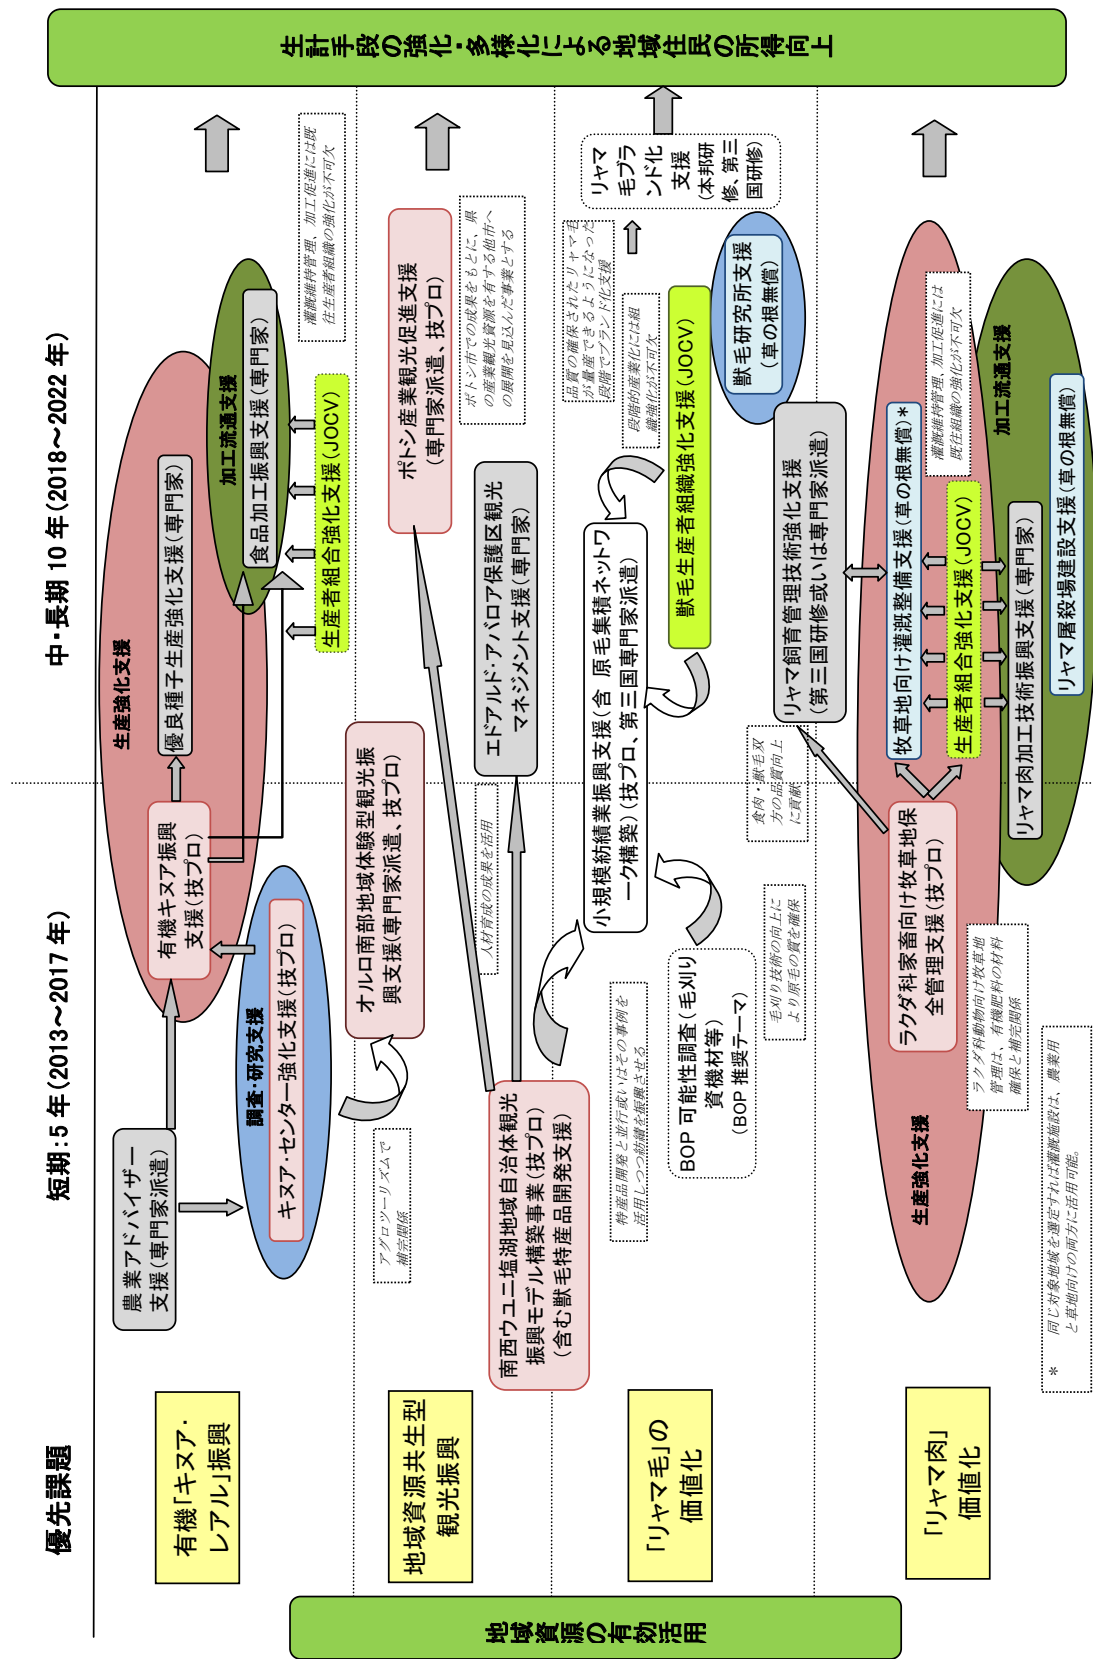 優先課題
短期：5 年（2013～2017 年）
中・長期 10 年（2018～2022 年）
地域資源の有効活用
生計手段の強化・多様化による地域住民の所得向上
有機「キヌア・
レアル」振興
農業アドバイザー
支援（専門家派遣）
調査・研究支援
キヌア・センター強化支援（技プロ）
生産強化支援
有機キヌア振興
支援（技プロ）
優良種子生産強化支援（専門家）
加工流通支援
食品加工振興支援（専門家）
生産者組合強化支援（JOCV）
灌漑維持管理、加工促進には既
往生産者組織の強化が不可欠
地域資源共生型
観光振興
アグロツーリズムで
補完関係
オルロ南部地域体験型観光振
興支援（専門家派遣、技プロ）
ポトシ産業観光促進支援
（専門家派遣、技プロ）
ポトシ市での成果をもとに、県
の産業観光資源を有する他市へ
の展開を見込んだ事業とする
南西ウユニ塩湖地域自治体観光
振興モデル構築事業（技プロ）
（含む獣毛特産品開発支援）
人材育成の成果を活用
エドアルド・アバロア保護区観光
マネジメント支援（専門家）
「リャマ毛」の
価値化
特産品開発と並行或いはその事例を
活用しつつ紡績を振興させる
BOP 可能性調査（毛刈り
資機材等）
（BOP 推奨テーマ）
小規模紡績業振興支援（含 原毛集積ネットワ
ーク構築）（技プロ、第三国専門家派遣）
毛刈り技術の向上に
より原毛の質を確保
獣毛生産者組織強化支援（JOCV）
段階的産業化には組
織強化が不可欠
獣毛研究所支援
（草の根無償）
品質の確保されたリャマ毛
が量産できるようになった
段階でブランド化支援
リャマ
毛ブラ
ンド化
支援
（本邦研
修、第三
国研修）
食肉・獣毛双
方の品質向上
に貢献
リャマ飼育管理技術強化支援
（第三国研修或いは専門家派遣）
「リャマ肉」
価値化
生産強化支援
ラクダ科家畜向け牧草地保
全管理支援（技プロ）
牧草地向け灌漑整備支援（草の根無償）*
生産者組合強化支援（JOCV）
灌漑維持管理、加工促進には
既往組織の強化が不可欠
ラクダ科動物向け牧草地
管理は、有機肥料の材料
確保と補完関係
加工流通支援
リャマ肉加工技術振興支援（専門家）
リャマ屠殺場建設支援（草の根無償）
* 同じ対象地域を選定すれば灌漑施設は、農業用
と草地向けの両方に活用可能。